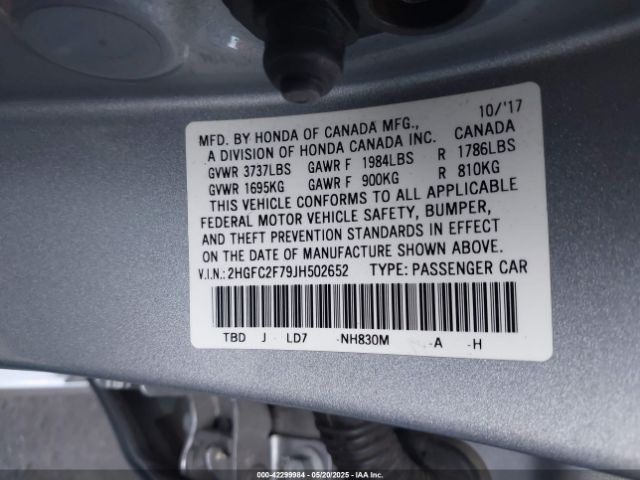 10/'17
MFD. BY HONDA OF CANADA MFG.,
A DIVISION OF HONDA CANADA INC. CANADA
GVWR 3737LBS GAWR F 1984LBS R 1786LBS
GVWR 1695KG GAWR F 900KG R 810KG
THIS VEHICLE CONFORMS TO ALL APPLICABLE
FEDERAL MOTOR VEHICLE SAFETY, BUMPER,
AND THEFT PREVENTION STANDARDS IN EFFECT
ON THE DATE OF MANUFACTURE SHOWN ABOVE.
V.I.N.: 2HGFC2F79JH502652 TYPE: PASSENGER CAR
TBD J - LD7 -NH830M -A -H
000-42299984 - 05/20/2025 - IAA Inc.